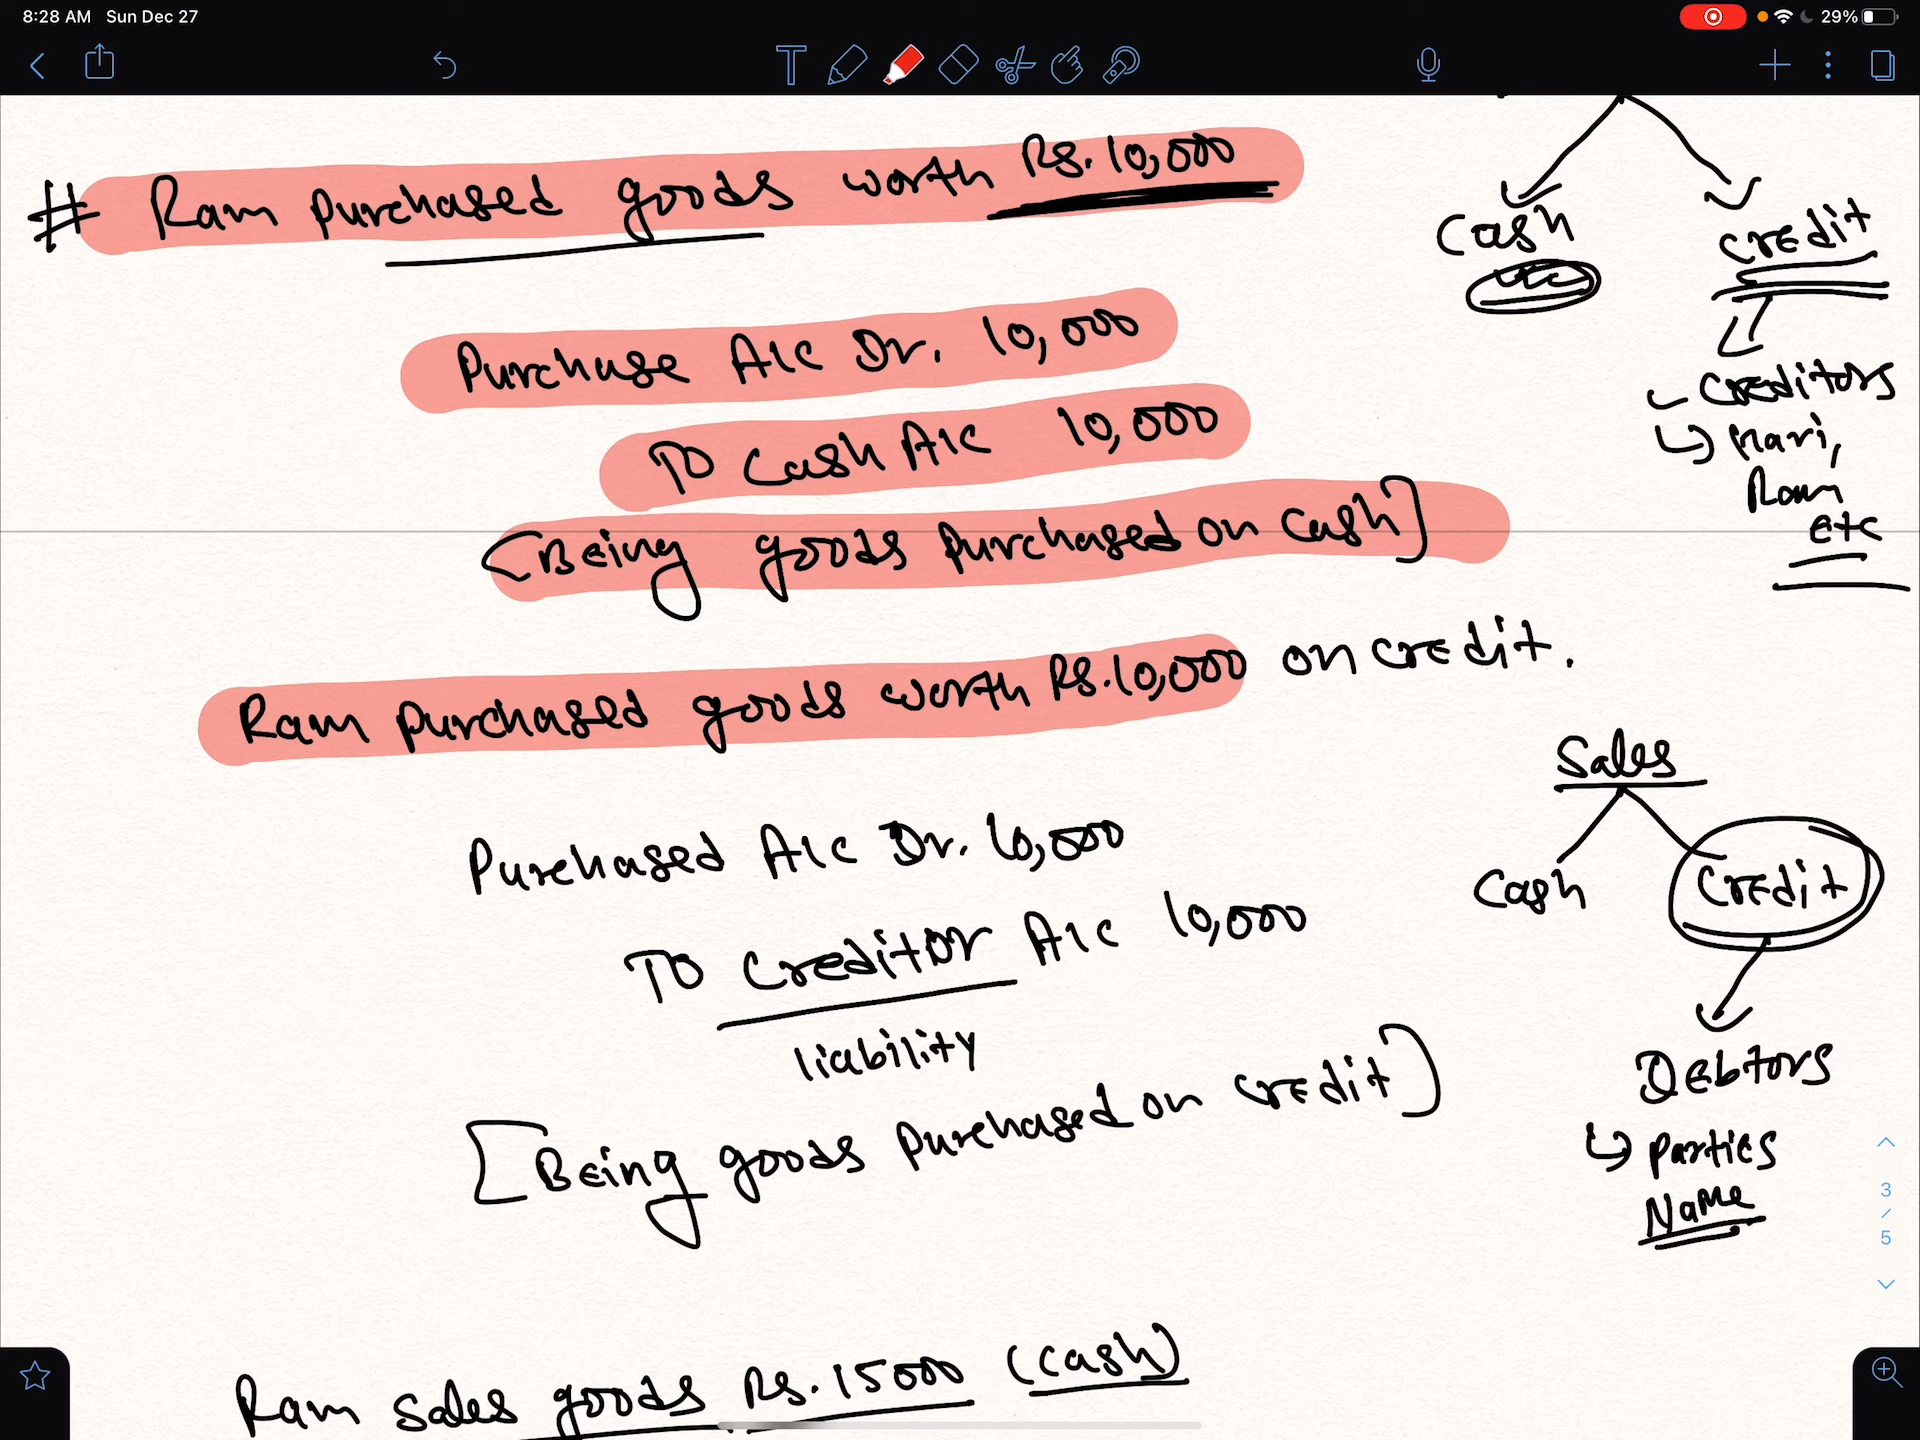 8:28 AM Sun Dec 27
29%
# Ram purchased goods worth Rs. 10,000
Purchase A/c Dr. 10,000
To Cash A/c 10,000
[Being goods purchased on cash]
Ram purchased goods worth Rs. 10,000 on credit.
Purchased A/c Dr. 10,000
To Creditor A/c 10,000
liability
[Being goods purchased on credit]
Ram sales goods Rs. 15000 (cash)
Cash
credit
Creditors
Hari,
Ram
etc
Sales
Cash
Credit
Debtors
parties
Name
3
/
5